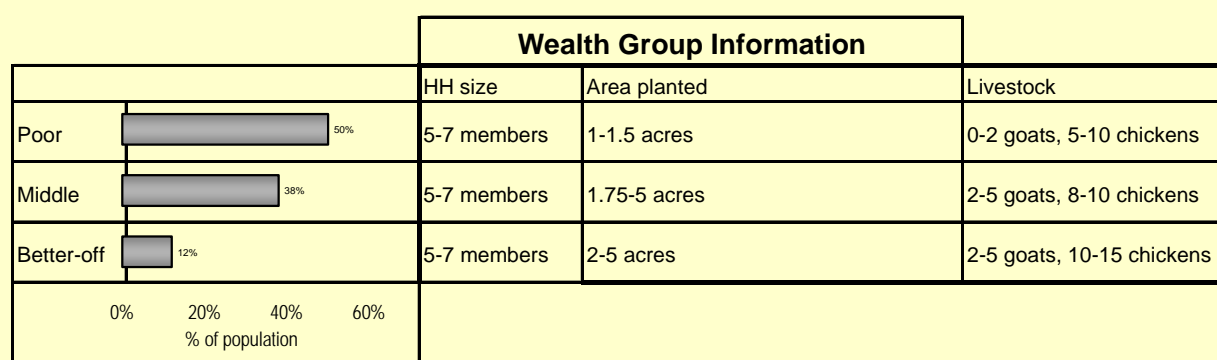 Wealth Group Information
HH size Area planted Livestock
Poor 50% 5-7 members 1-1.5 acres 0-2 goats, 5-10 chickens
Middle 38% 5-7 members 1.75-5 acres 2-5 goats, 8-10 chickens
Better-off 12% 5-7 members 2-5 acres 2-5 goats, 10-15 chickens
0% 20% 40% 60%
% of population